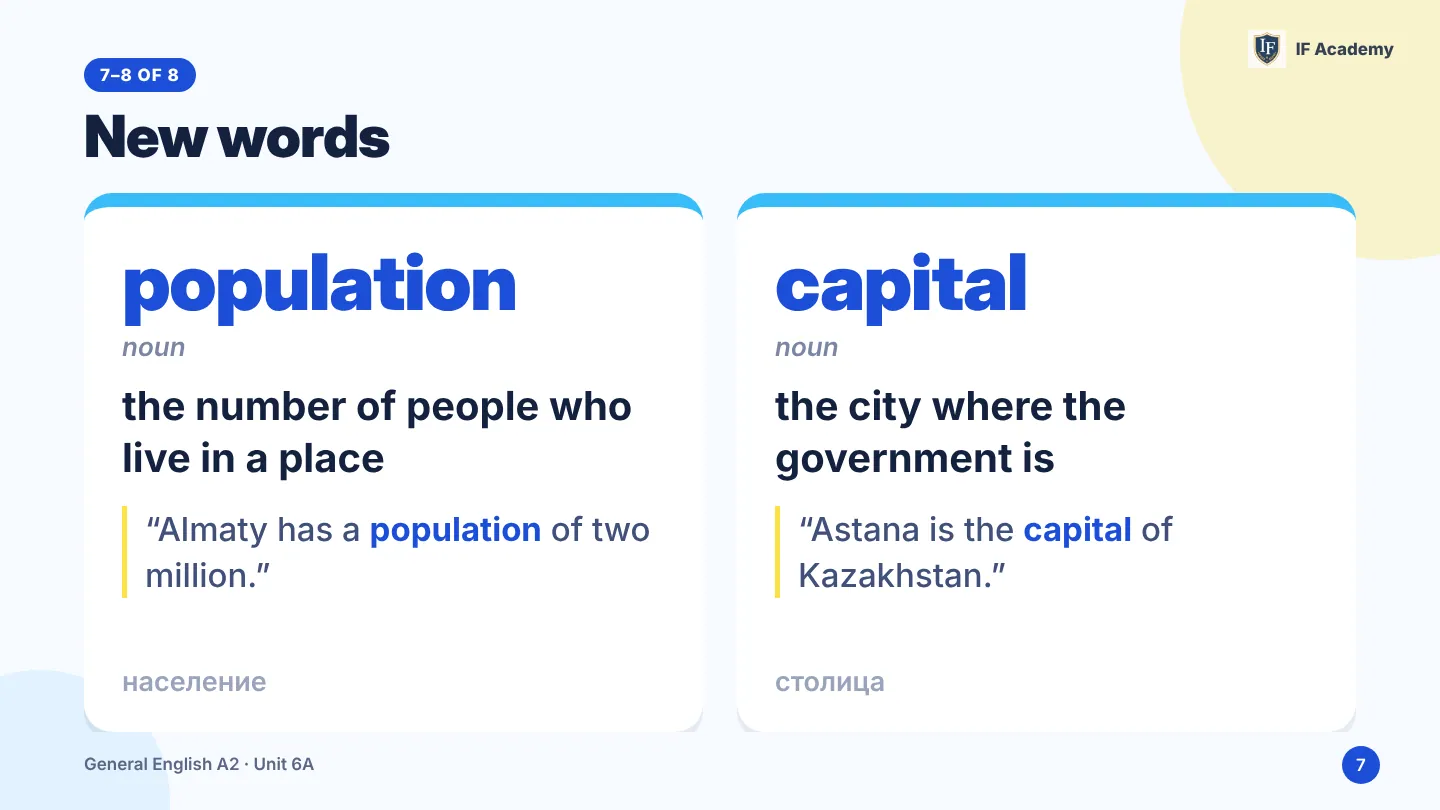 IF
IF Academy
7–8 OF 8
New words
population
noun
the number of people who
live in a place
“Almaty has a population of two
million.”
население
capital
noun
the city where the
government is
“Astana is the capital of
Kazakhstan.”
столица
General English A2 · Unit 6A
7